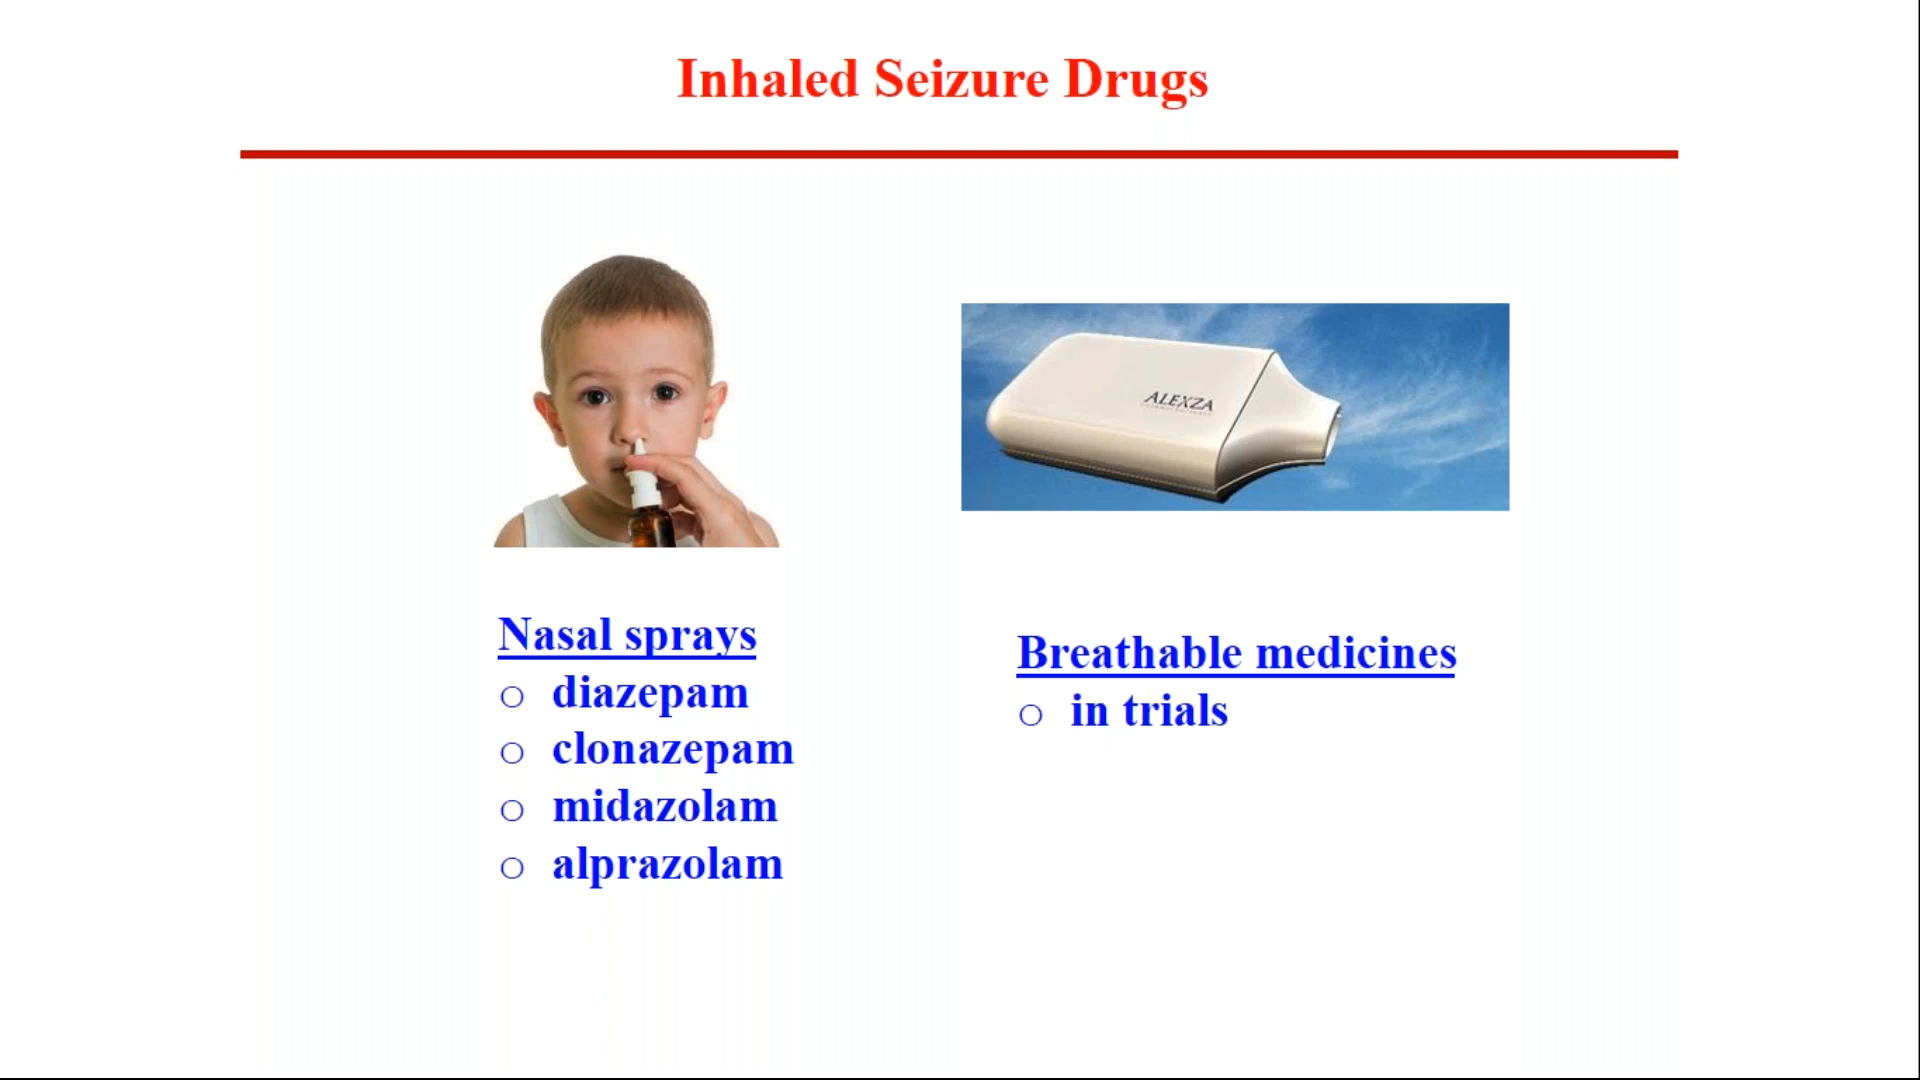 Inhaled Seizure Drugs
ALEXZA
Nasal sprays
o diazepam
o clonazepam
o midazolam
o alprazolam
Breathable medicines
o in trials